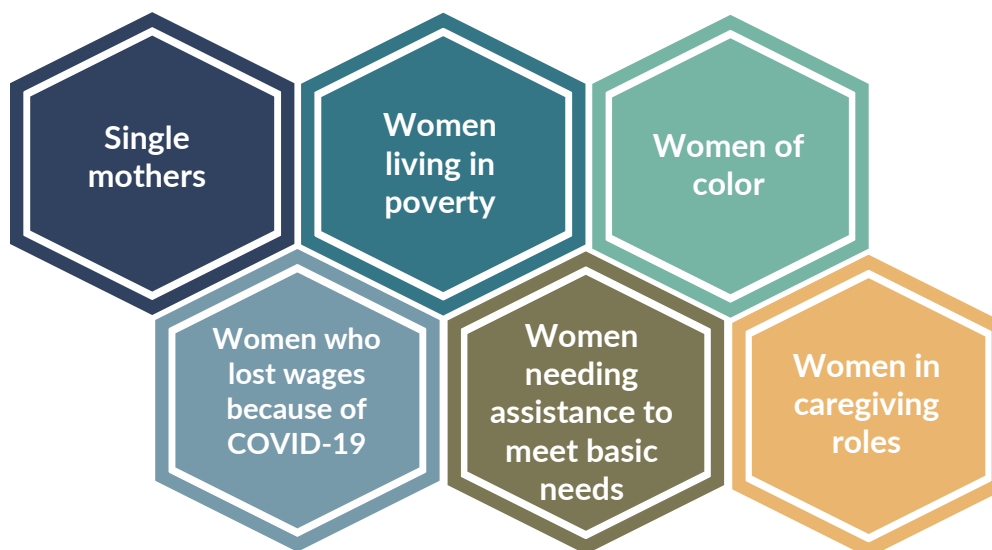 Single
mothers
Women
living in
poverty
Women of
color
Women who
lost wages
because of
COVID-19
Women
needing
assistance to
meet basic
needs
Women in
caregiving
roles